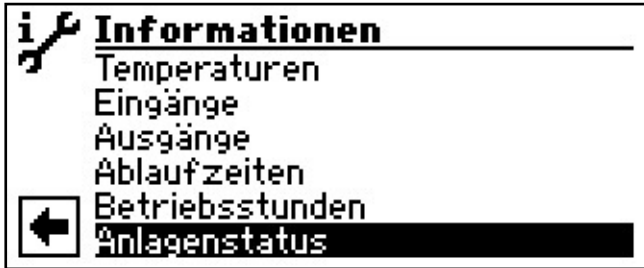 Informationen
Temperaturen
Eingänge
Ausgänge
Ablaufzeiten
Betriebsstunden
Anlagenstatus